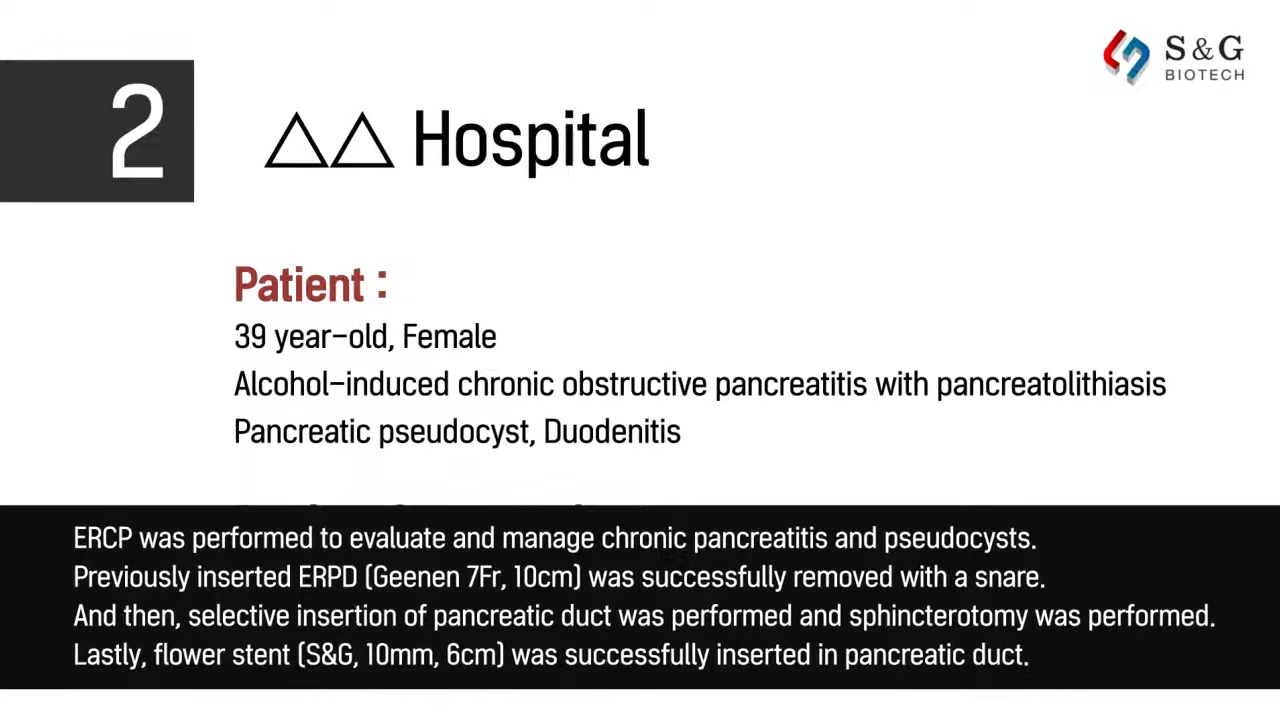 S&G
BIOTECH
2
△△ Hospital
Patient :
39 year-old, Female
Alcohol-induced chronic obstructive pancreatitis with pancreatolithiasis
Pancreatic pseudocyst, Duodenitis
ERCP was performed to evaluate and manage chronic pancreatitis and pseudocysts.
Previously inserted ERPD (Geenen 7Fr, 10cm) was successfully removed with a snare.
And then, selective insertion of pancreatic duct was performed and sphincterotomy was performed.
Lastly, flower stent (S&G, 10mm, 6cm) was successfully inserted in pancreatic duct.